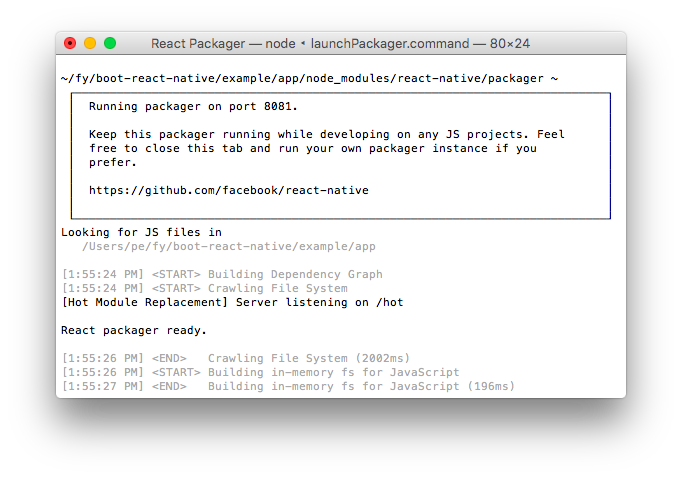 React Packager — node ‹ launchPackager.command — 80×24
~/fy/boot-react-native/example/app/node_modules/react-native/packager ~
Running packager on port 8081.
Keep this packager running while developing on any JS projects. Feel
free to close this tab and run your own packager instance if you
prefer.
https://github.com/facebook/react-native
Looking for JS files in
/Users/pe/fy/boot-react-native/example/app
[1:55:24 PM] <START> Building Dependency Graph
[1:55:24 PM] <START> Crawling File System
[Hot Module Replacement] Server listening on /hot
React packager ready.
[1:55:26 PM] <END>   Crawling File System (2002ms)
[1:55:26 PM] <START> Building in-memory fs for JavaScript
[1:55:27 PM] <END>   Building in-memory fs for JavaScript (196ms)